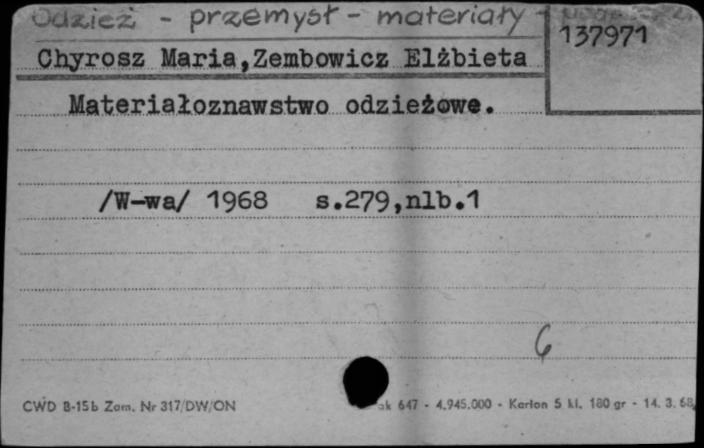 Odzież - przemysł - materiały -
137971
Chyrosz Maria,Zembowicz Elżbieta
Materiałoznawstwo odzieżowe.
/W-wa/ 1968 s.279,nlb.1
6
CWD B-15b Zam. Nr 317/DW/ON ak 647 - 4.945.000 - Karton 5 kl. 180 gr - 14. 3. 68